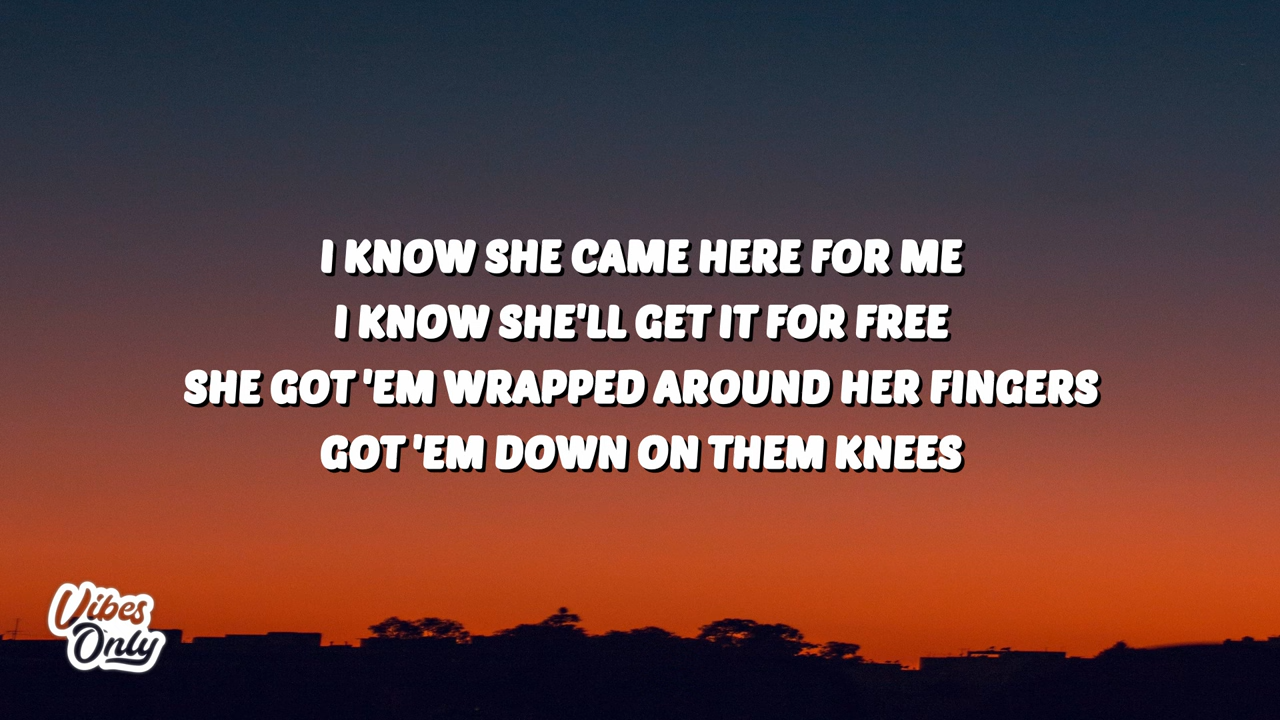 I KNOW SHE CAME HERE FOR ME
I KNOW SHE'LL GET IT FOR FREE
SHE GOT 'EM WRAPPED AROUND HER FINGERS
GOT 'EM DOWN ON THEM KNEES
Vibes
Only